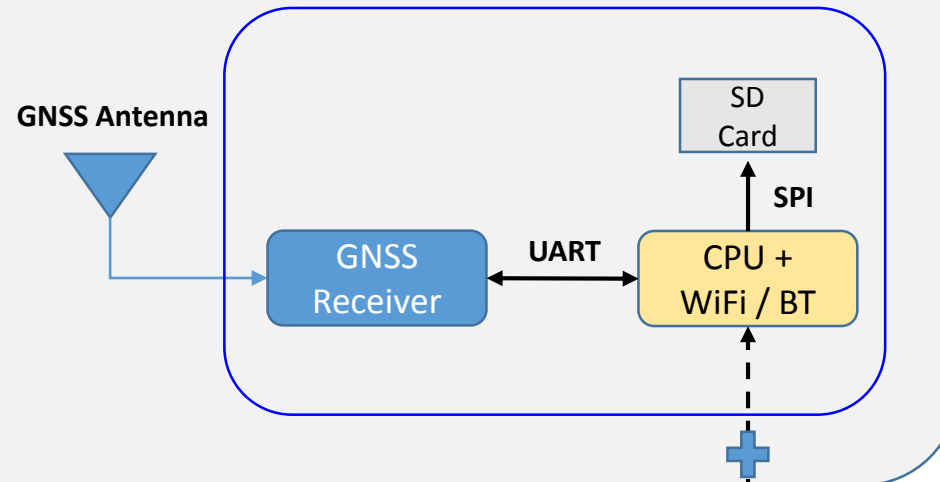 GNSS Antenna
SD
Card
SPI
GNSS
Receiver
UART
CPU +
WiFi / BT